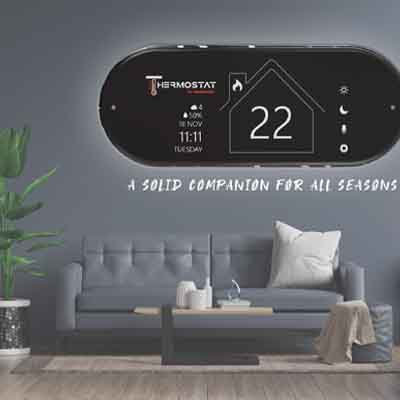 THERMOSTAT
4
50%
18 NOV
11:11
TUESDAY
22
A SOLID COMPANION FOR ALL SEASONS